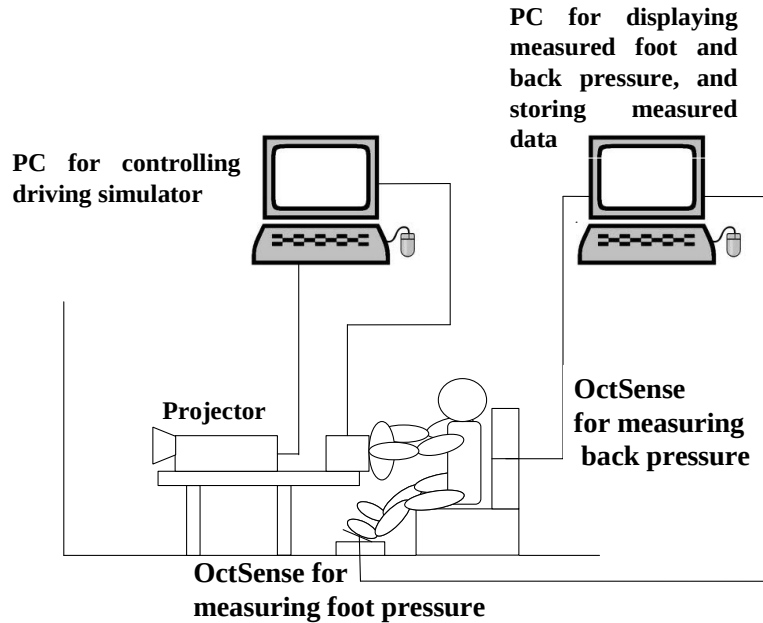 PC for displaying
measured foot and
back pressure, and
storing measured
data
PC for controlling
driving simulator
Projector
OctSense
for measuring
back pressure
OctSense for
measuring foot pressure